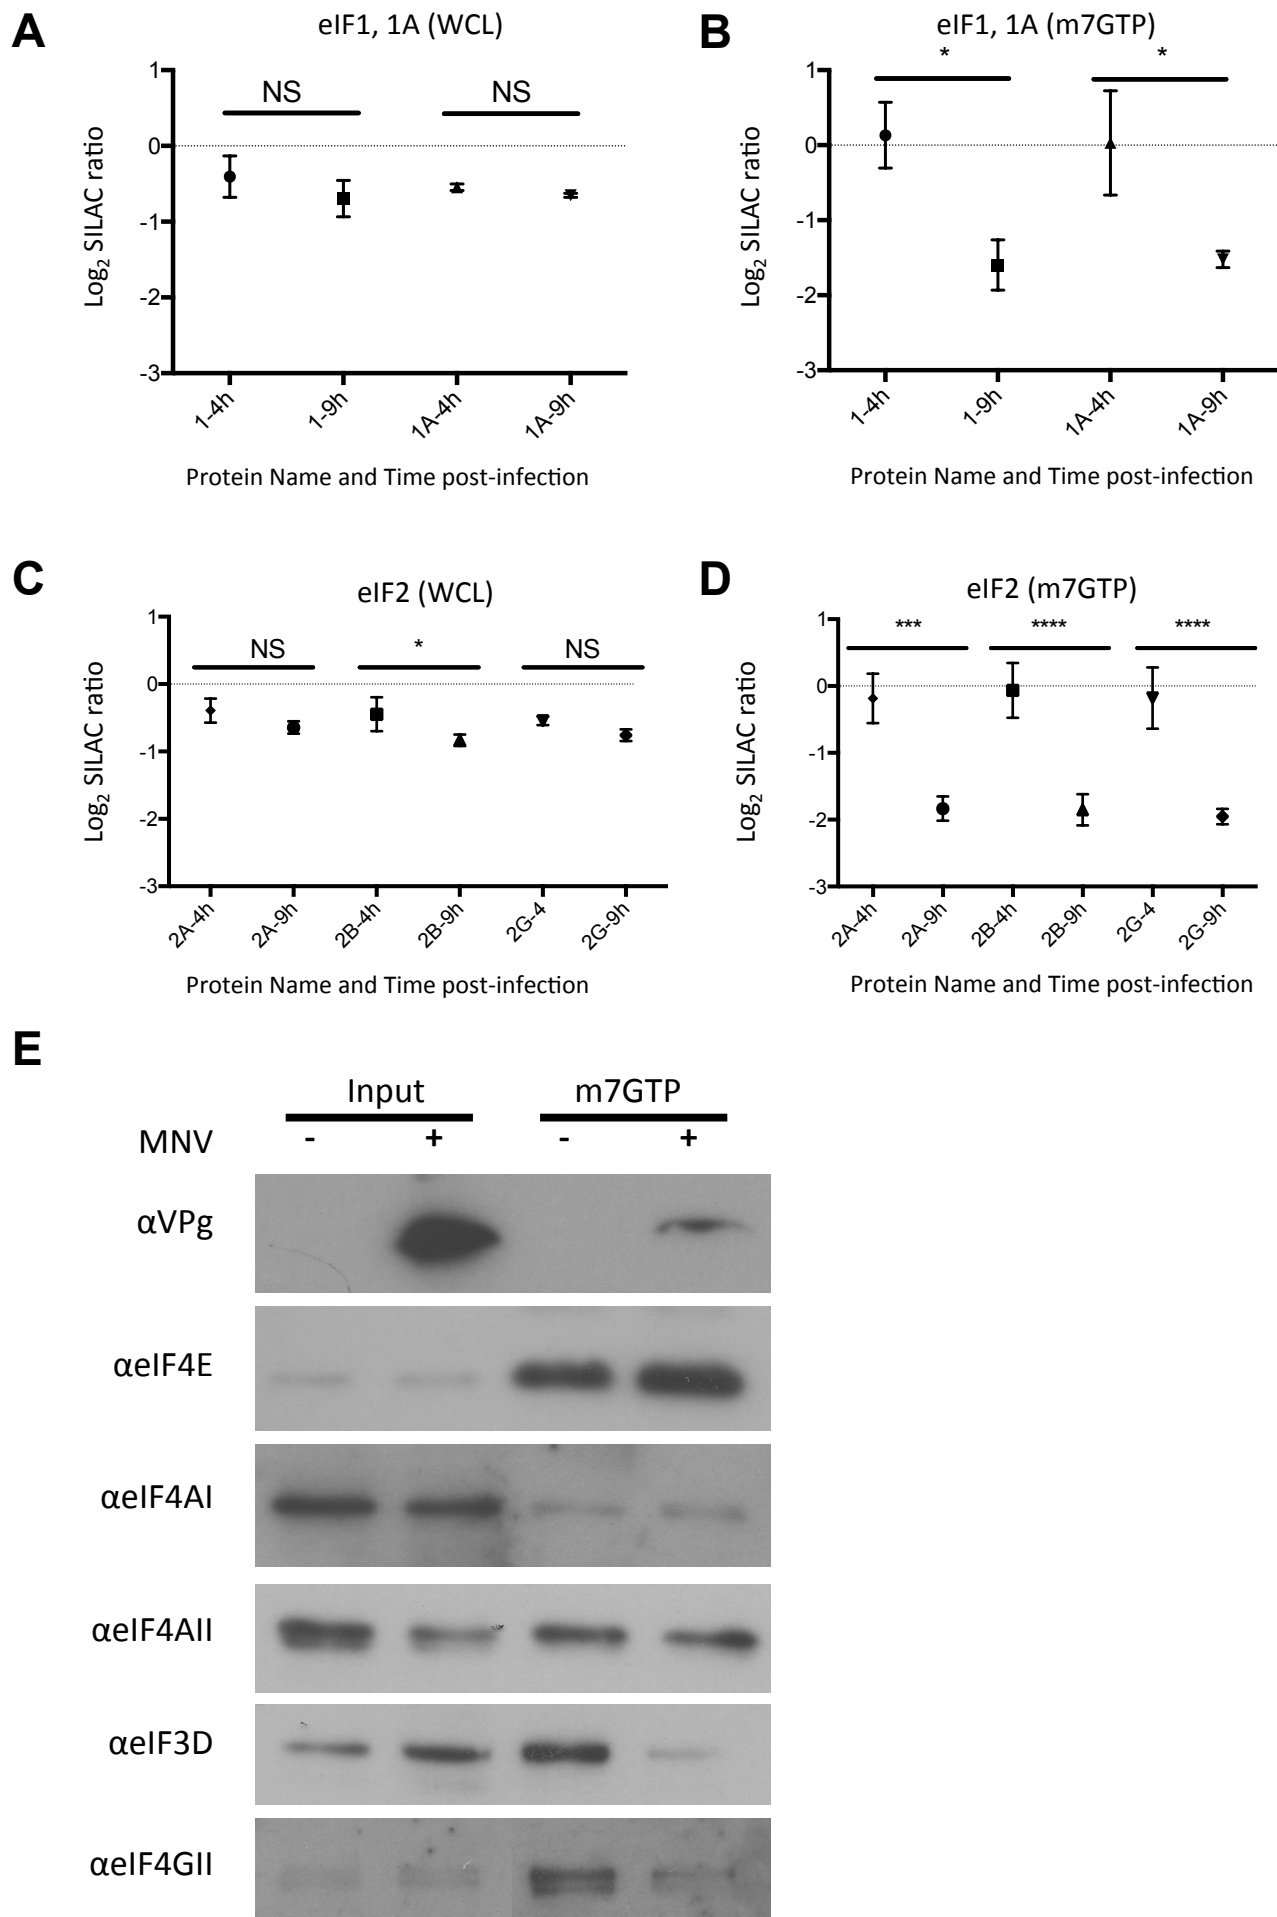 A
eIF1, 1A (WCL)
1
0
-1
-2
-3
Log2 SILAC ratio
NS
NS
1-4h
1-9h
1A-4h
1A-9h
Protein Name and Time post-infection
B
eIF1, 1A (m7GTP)
*
*
1
0
-1
-2
-3
Log2 SILAC ratio
1-4h
1-9h
1A-4h
1A-9h
Protein Name and Time post-infection
C
eIF2 (WCL)
1
0
-1
-2
-3
Log2 SILAC ratio
NS
*
NS
2A-4h
2A-9h
2B-4h
2B-9h
2G-4
2G-9h
Protein Name and Time post-infection
D
eIF2 (m7GTP)
1
0
-1
-2
-3
Log2 SILAC ratio
***
****
****
2A-4h
2A-9h
2B-4h
2B-9h
2G-4
2G-9h
Protein Name and Time post-infection
E
Input
m7GTP
MNV - + - +
αVPg
αeIF4E
αeIF4AI
αeIF4AII
αeIF3D
αeIF4GII